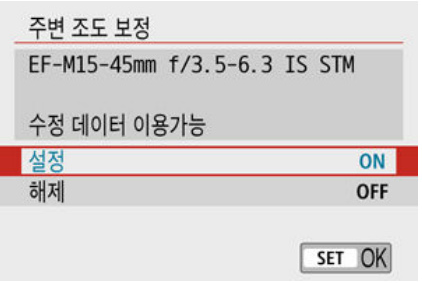 주변 조도 보정
EF-M15-45mm f/3.5-6.3 IS STM
수정 데이터 이용가능
설정 ON
해제 OFF
SET OK